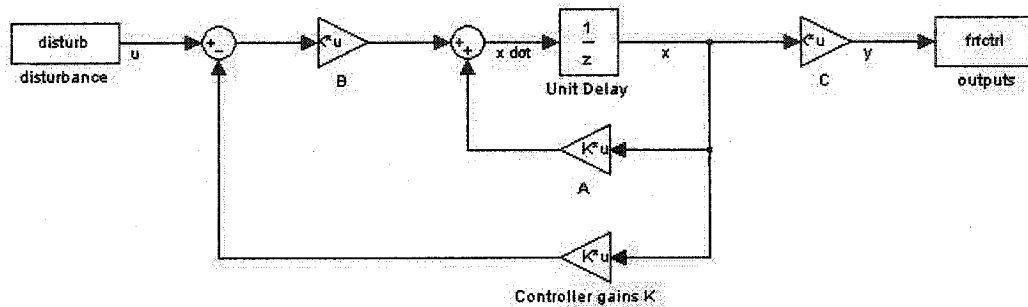 disturb
disturbance
u
+
−
K*u
B
+
+
x dot
1
z
Unit Delay
x
K*u
C
y
frfctrl
outputs
K*u
A
K*u
Controller gains K